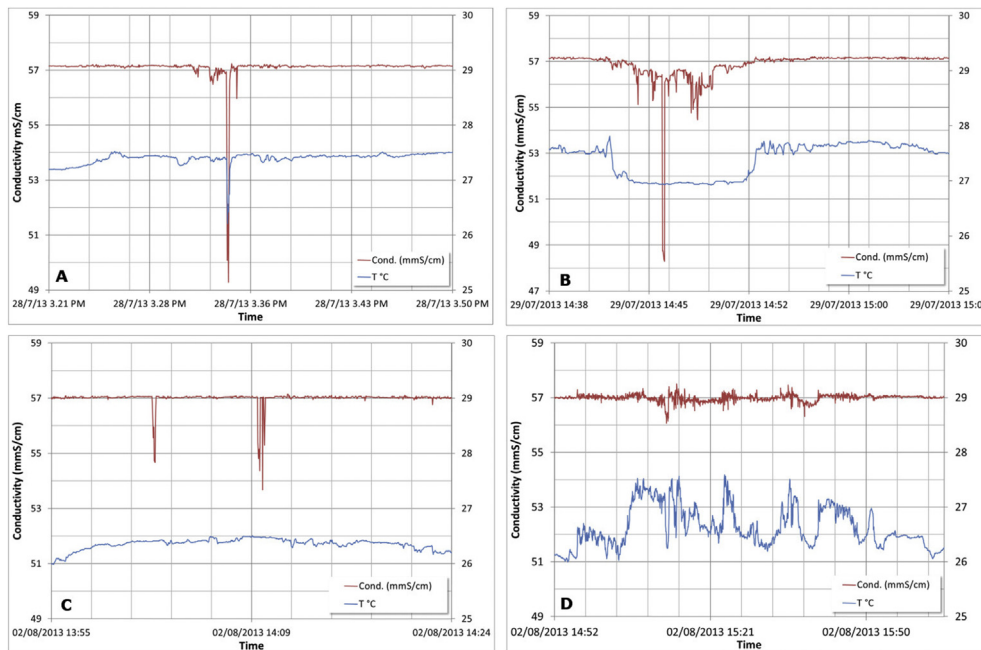 59
57
55
53
51
49
Conductivity mS/cm
30
29
28
27
26
25
Cond. (mmS/cm)
T °C
A
28/7/13 3.21 PM 28/7/13 3.28 PM 28/7/13 3.36 PM 28/7/13 3.43 PM 28/7/13 3.50 PM
Time
59
57
55
53
51
49
47
Conductivity (mmS/cm)
30
29
28
27
26
25
Cond. (mmS/cm)
T °C
B
29/07/2013 14:38 29/07/2013 14:45 29/07/2013 14:52 29/07/2013 15:00 29/07/2013 15:0
Time
59
57
55
53
51
49
Conductivity (mmS/cm)
30
29
28
27
26
25
Cond. (mmS/cm)
T °C
C
02/08/2013 13:55 02/08/2013 14:09 02/08/2013 14:24
Time
59
57
55
53
51
49
Conductivity (mmS/cm)
30
29
28
27
26
25
Cond. (mmS/cm)
T °C
D
02/08/2013 14:52 02/08/2013 15:21 02/08/2013 15:50
Time